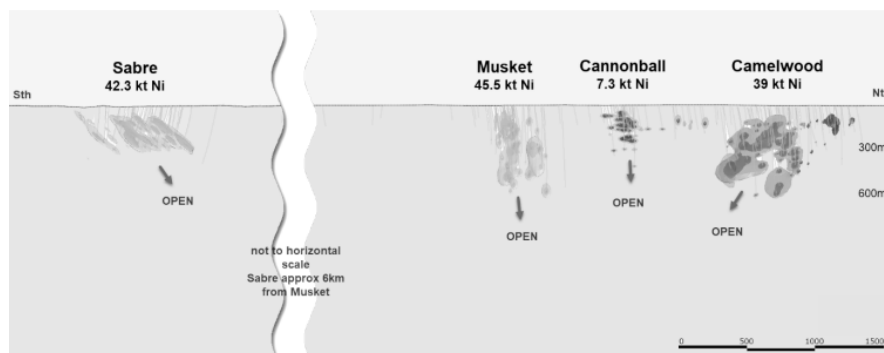 Sabre
42.3 kt Ni
Musket
45.5 kt Ni
Cannonball
7.3 kt Ni
Camelwood
39 kt Ni
Sth
Nt
300m
600m
OPEN
OPEN
OPEN
OPEN
not to horizontal
scale
Sabre approx 6km
from Musket
0 500 1000 1500